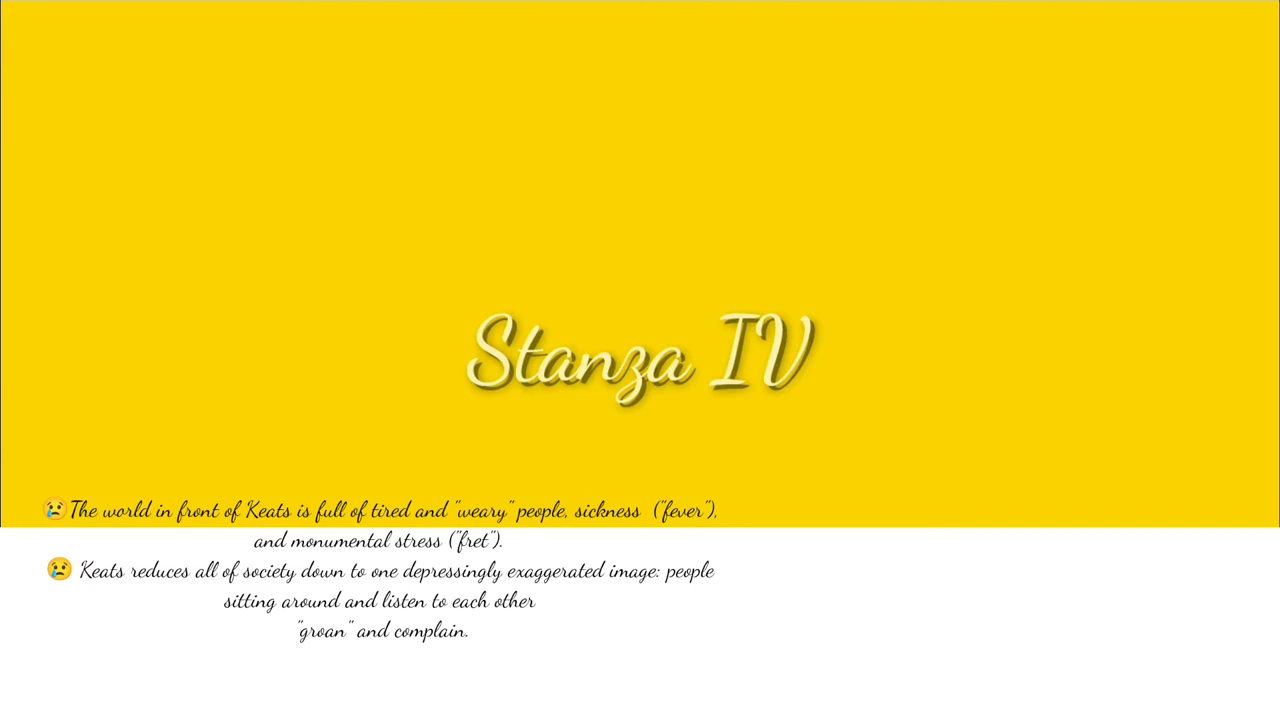 Stanza IV
😢The world in front of Keats is full of tired and "weary" people, sickness ("fever"),
and monumental stress ("fret").
😢 Keats reduces all of society down to one depressingly exaggerated image: people
sitting around and listen to each other
"groan" and complain.